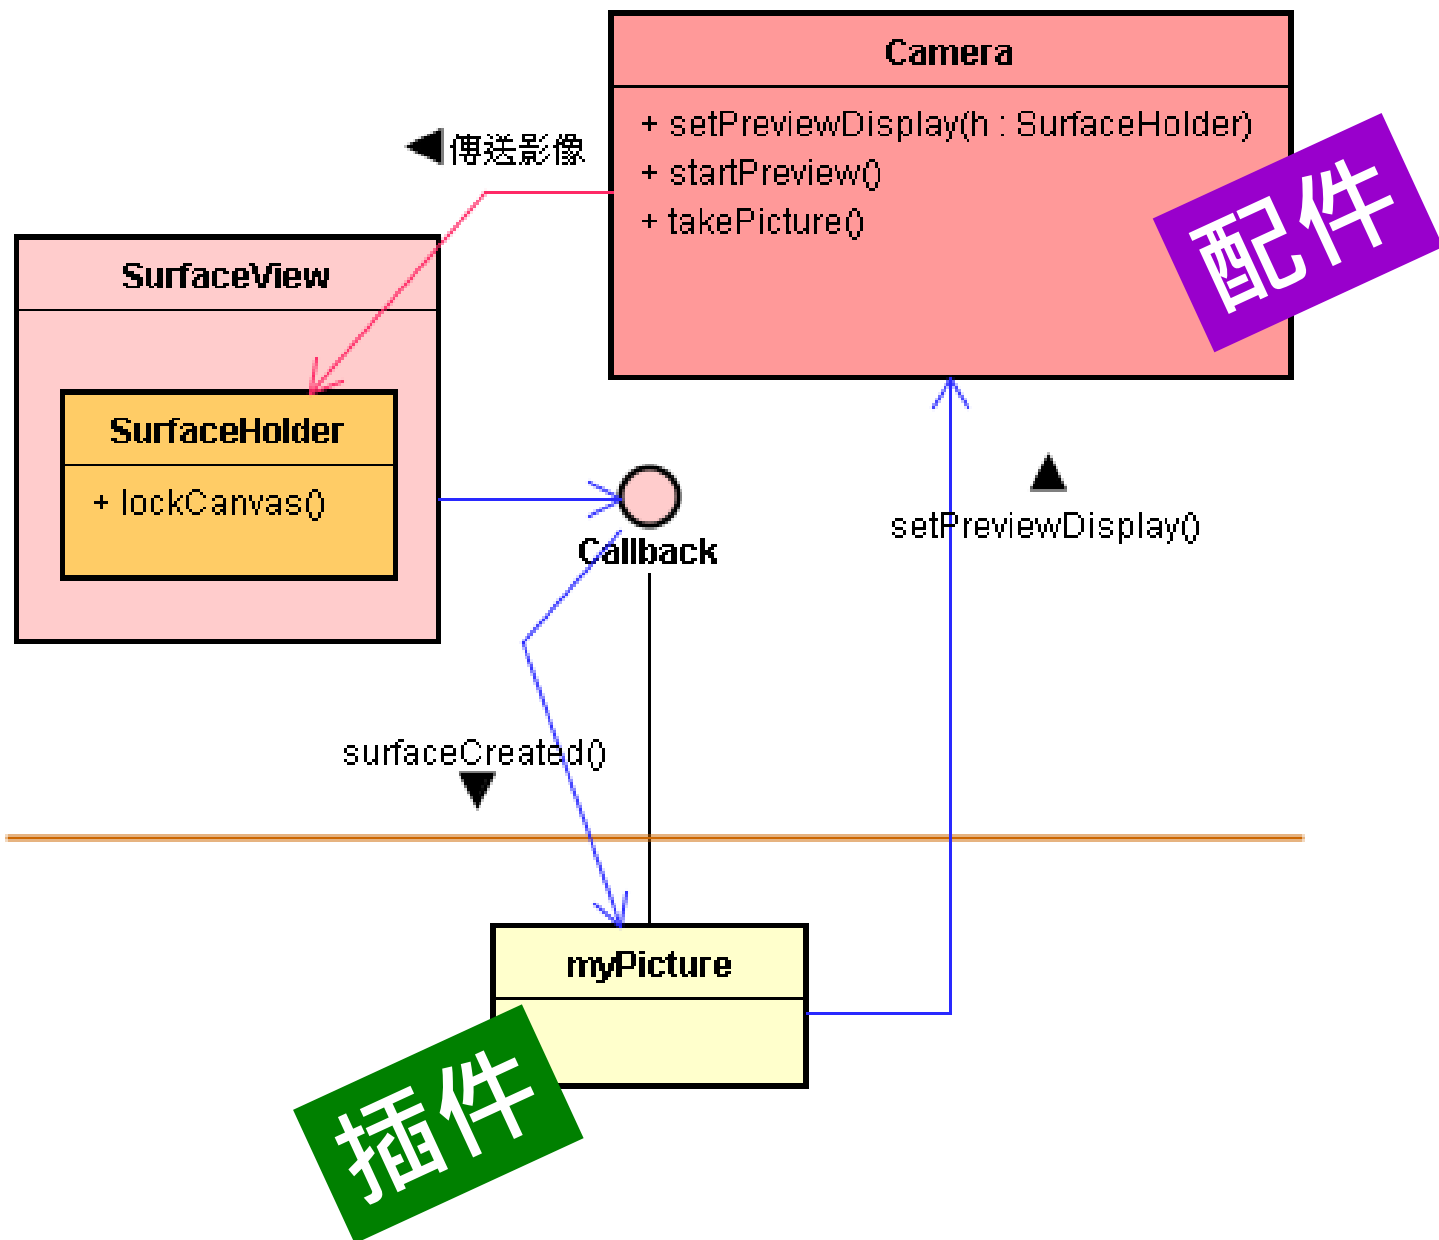 Camera
+ setPreviewDisplay(h : SurfaceHolder)
+ startPreview()
+ takePicture()
配件
傳送影像
SurfaceView
SurfaceHolder
+ lockCanvas()
Callback
setPreviewDisplay()
surfaceCreated()
myPicture
插件